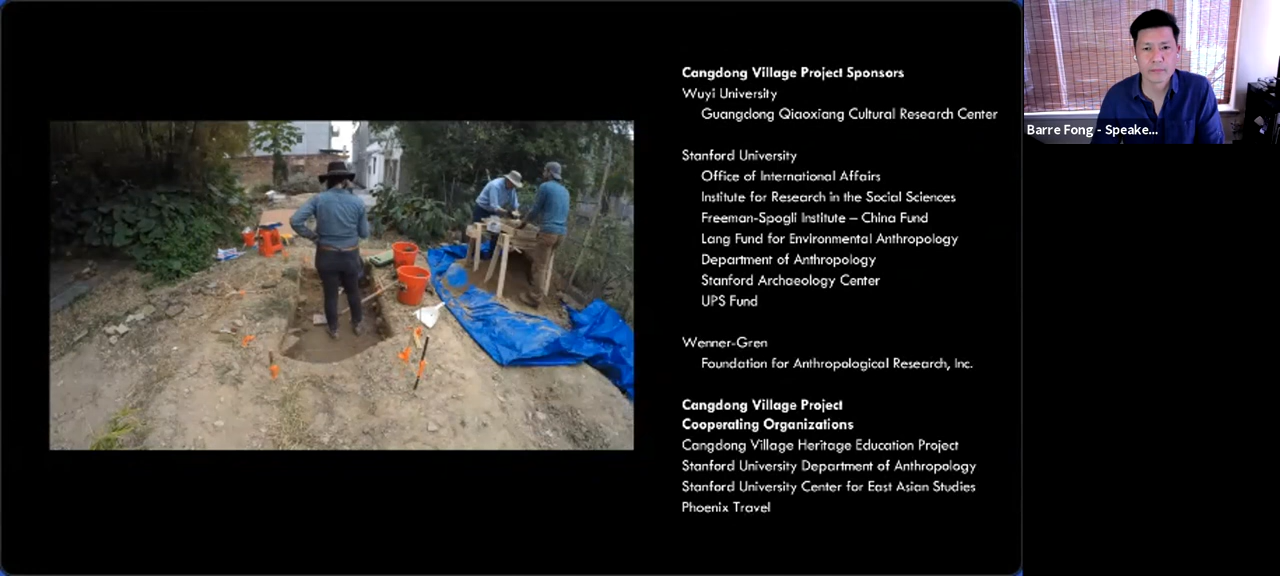 Cangdong Village Project Sponsors
Wuyi University
Guangdong Qiaoxiang Cultural Research Center
Stanford University
Office of International Affairs
Institute for Research in the Social Sciences
Freeman-Spogli Institute – China Fund
Lang Fund for Environmental Anthropology
Department of Anthropology
Stanford Archaeology Center
UPS Fund
Wenner-Gren
Foundation for Anthropological Research, Inc.
Cangdong Village Project
Cooperating Organizations
Cangdong Village Heritage Education Project
Stanford University Department of Anthropology
Stanford University Center for East Asian Studies
Phoenix Travel
Barre Fong - Speake...